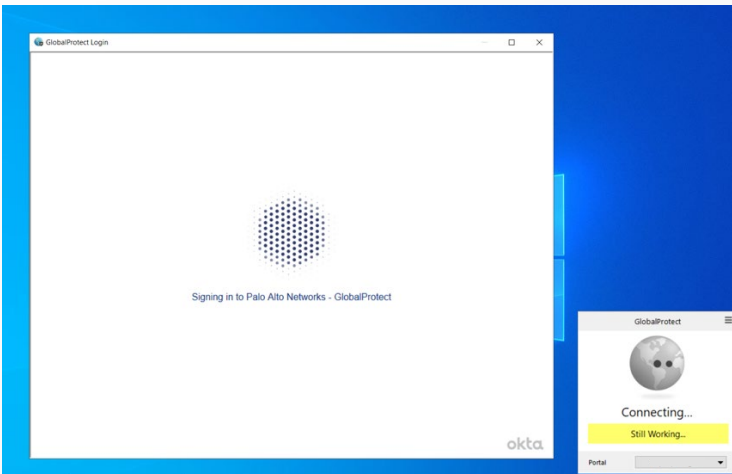 GlobalProtect Login
Signing in to Palo Alto Networks - GlobalProtect
okta
GlobalProtect
Connecting...
Still Working...
Portal